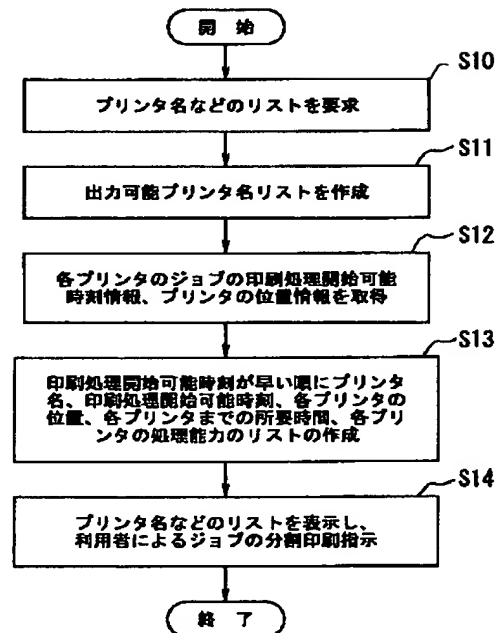 開 始
S10
プリンタ名などのリストを要求
S11
出力可能プリンタ名リストを作成
S12
各プリンタのジョブの印刷処理開始可能
時刻情報、プリンタの位置情報を取得
S13
印刷処理開始可能時刻が早い順にプリンタ
名、印刷処理開始可能時刻、各プリンタの
位置、各プリンタまでの所要時間、各プリ
ンタの処理能力のリストの作成
S14
プリンタ名などのリストを表示し、
利用者によるジョブの分割印刷指示
終 了